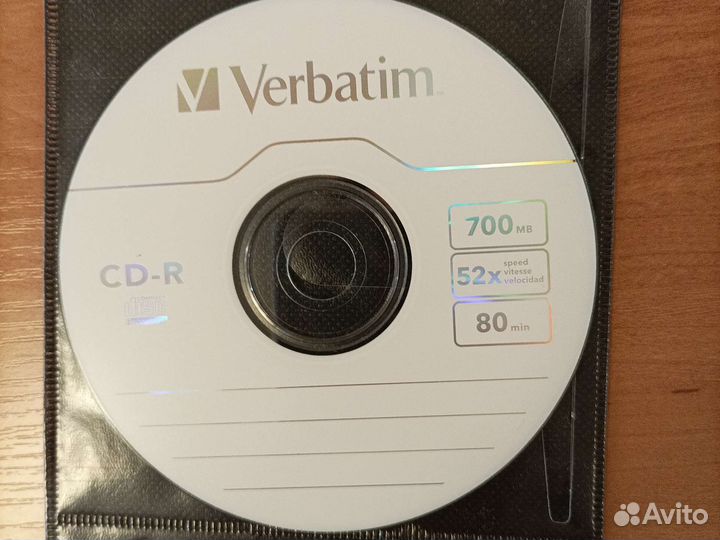 Verbatim
CD-R
700 MB
52x speed
vitesse
velocidad
80 min
Avito